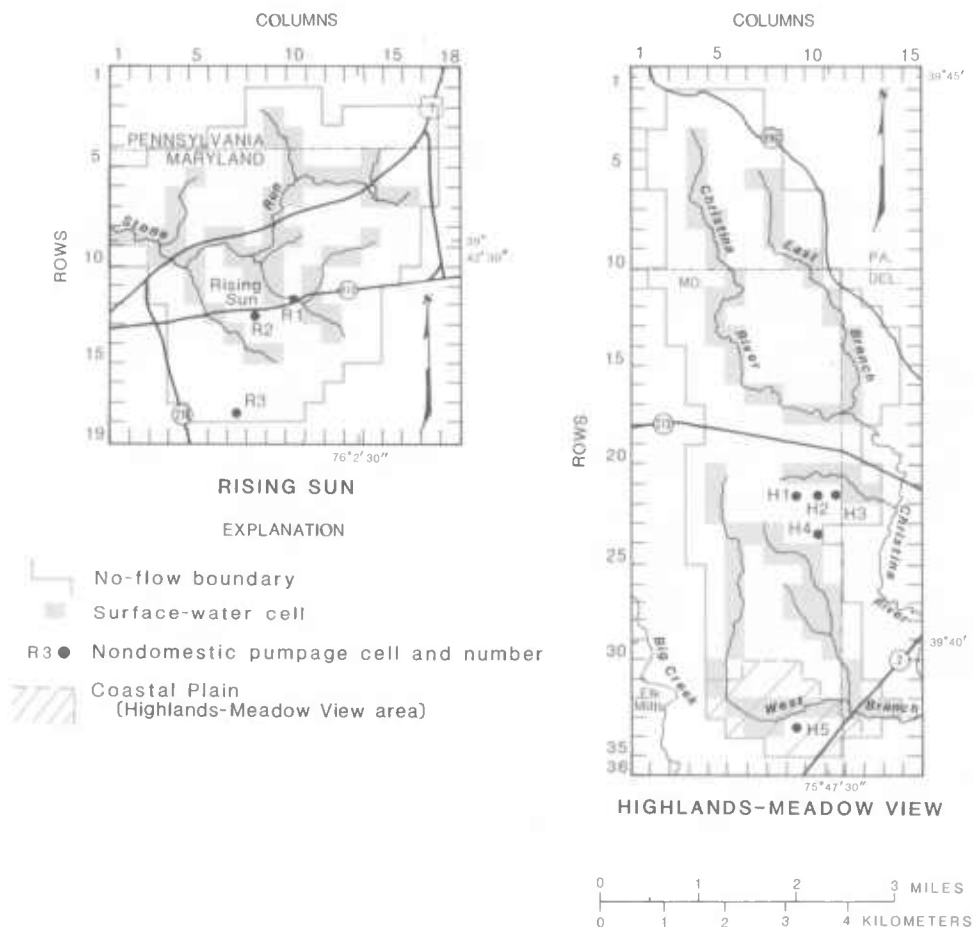 COLUMNS
1 5 10 15 18
ROWS
1
5
10
15
19
PENNSYLVANIA
MARYLAND
Stone
Run
Rising
Sun
R1
R2
R3
N
39°
42'30"
76°2'30"
RISING SUN
EXPLANATION
No-flow boundary
Surface-water cell
R3 Nondomestic pumpage cell and number
Coastal Plain
(Highlands-Meadow View area)
COLUMNS
1 5 10 15
ROWS
1
5
10
15
20
25
30
35
36
39°45'
N
Christina
River
East
Branch
PA.
DEL.
MD.
H1
H2
H3
H4
Christina
River
39°40'
2
Big Creek
Elk
Mills
West Branch
H5
75°47'30"
HIGHLANDS-MEADOW VIEW
0 1 2 3 MILES
0 1 2 3 4 KILOMETERS